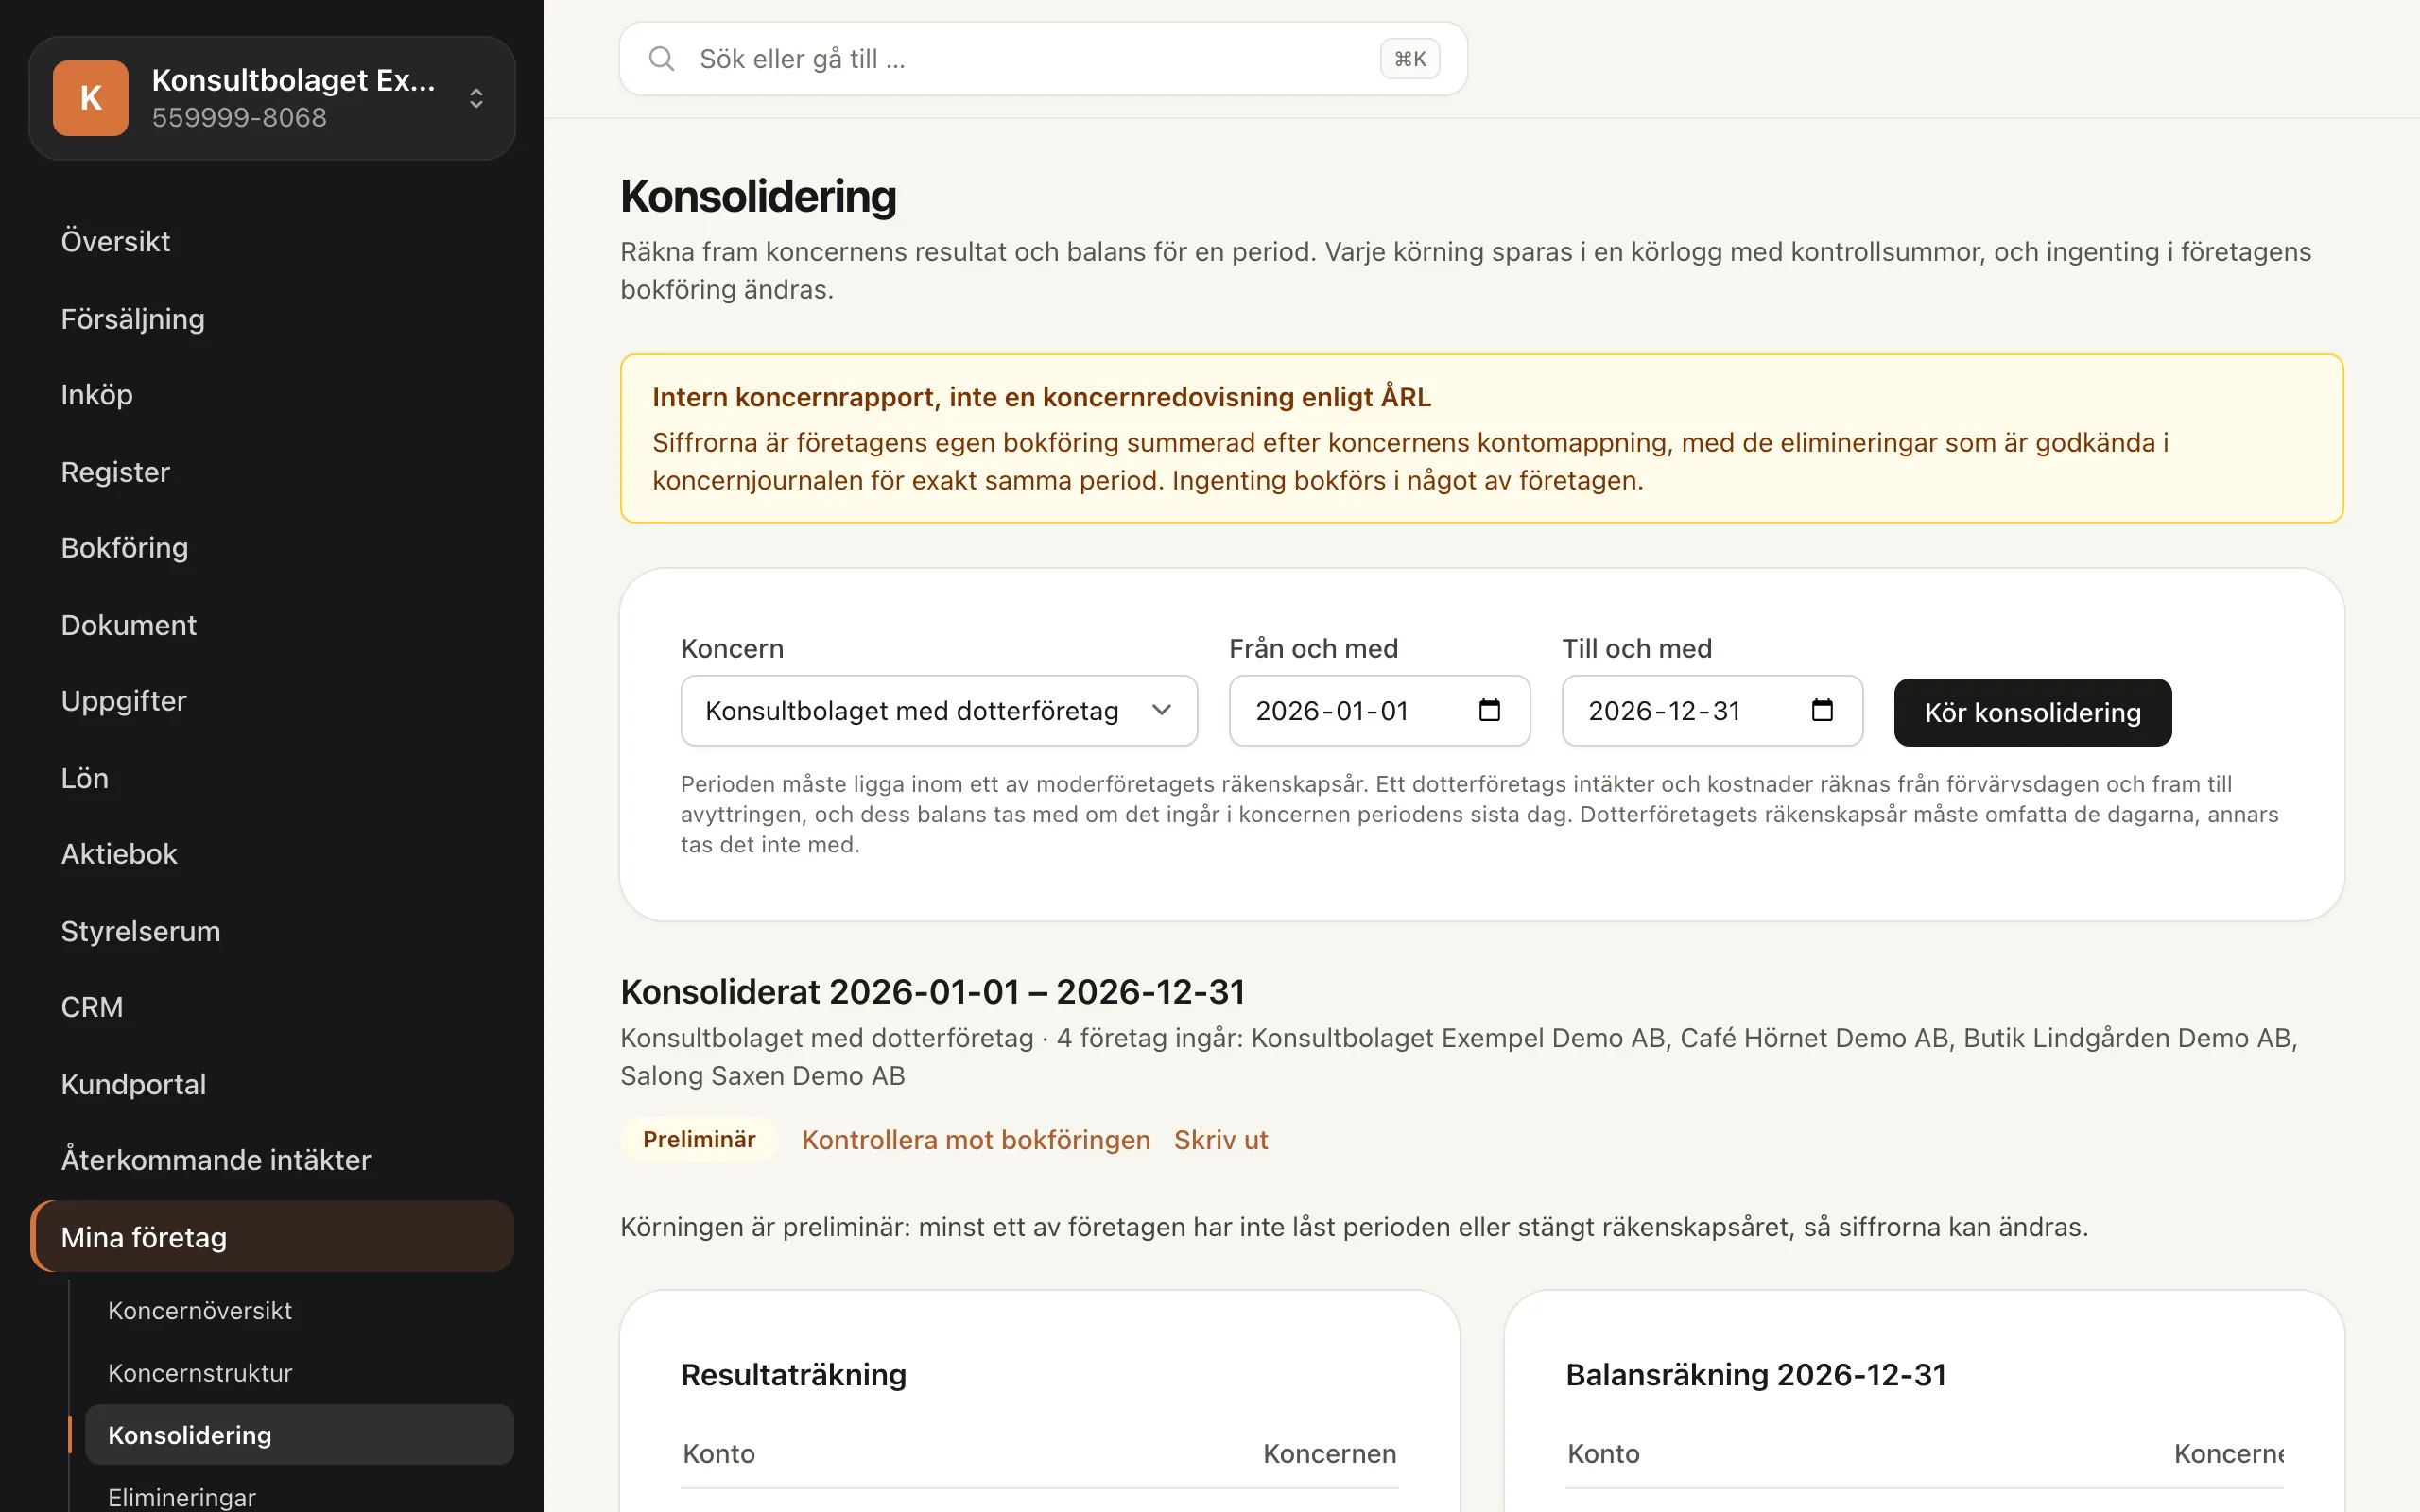 K
Konsultbolaget Ex...
559999-8068
Översikt
Försäljning
Inköp
Register
Bokföring
Dokument
Uppgifter
Lön
Aktiebok
Styrelserum
CRM
Kundportal
Återkommande intäkter
Mina företag
Koncernöversikt
Koncernstruktur
Konsolidering
Elimineringar
Sök eller gå till ...
⌘K
Konsolidering
Räkna fram koncernens resultat och balans för en period. Varje körning sparas i en körlogg med kontrollsummor, och ingenting i företagens
bokföring ändras.
Intern koncernrapport, inte en koncernredovisning enligt ÅRL
Siffrorna är företagens egen bokföring summerad efter koncernens kontomappning, med de elimineringar som är godkända i
koncernjournalen för exakt samma period. Ingenting bokförs i något av företagen.
Koncern
Från och med
Till och med
Konsultbolaget med dotterföretag
2026-01-01
2026-12-31
Kör konsolidering
Perioden måste ligga inom ett av moderföretagets räkenskapsår. Ett dotterföretags intäkter och kostnader räknas från förvärvsdagen och fram till
avyttringen, och dess balans tas med om det ingår i koncernen periodens sista dag. Dotterföretagets räkenskapsår måste omfatta de dagarna, annars
tas det inte med.
Konsoliderat 2026-01-01 – 2026-12-31
Konsultbolaget med dotterföretag · 4 företag ingår: Konsultbolaget Exempel Demo AB, Café Hörnet Demo AB, Butik Lindgården Demo AB,
Salong Saxen Demo AB
Preliminär
Kontrollera mot bokföringen
Skriv ut
Körningen är preliminär: minst ett av företagen har inte låst perioden eller stängt räkenskapsåret, så siffrorna kan ändras.
Resultaträkning
Konto
Koncernen
Balansräkning 2026-12-31
Konto
Koncerne